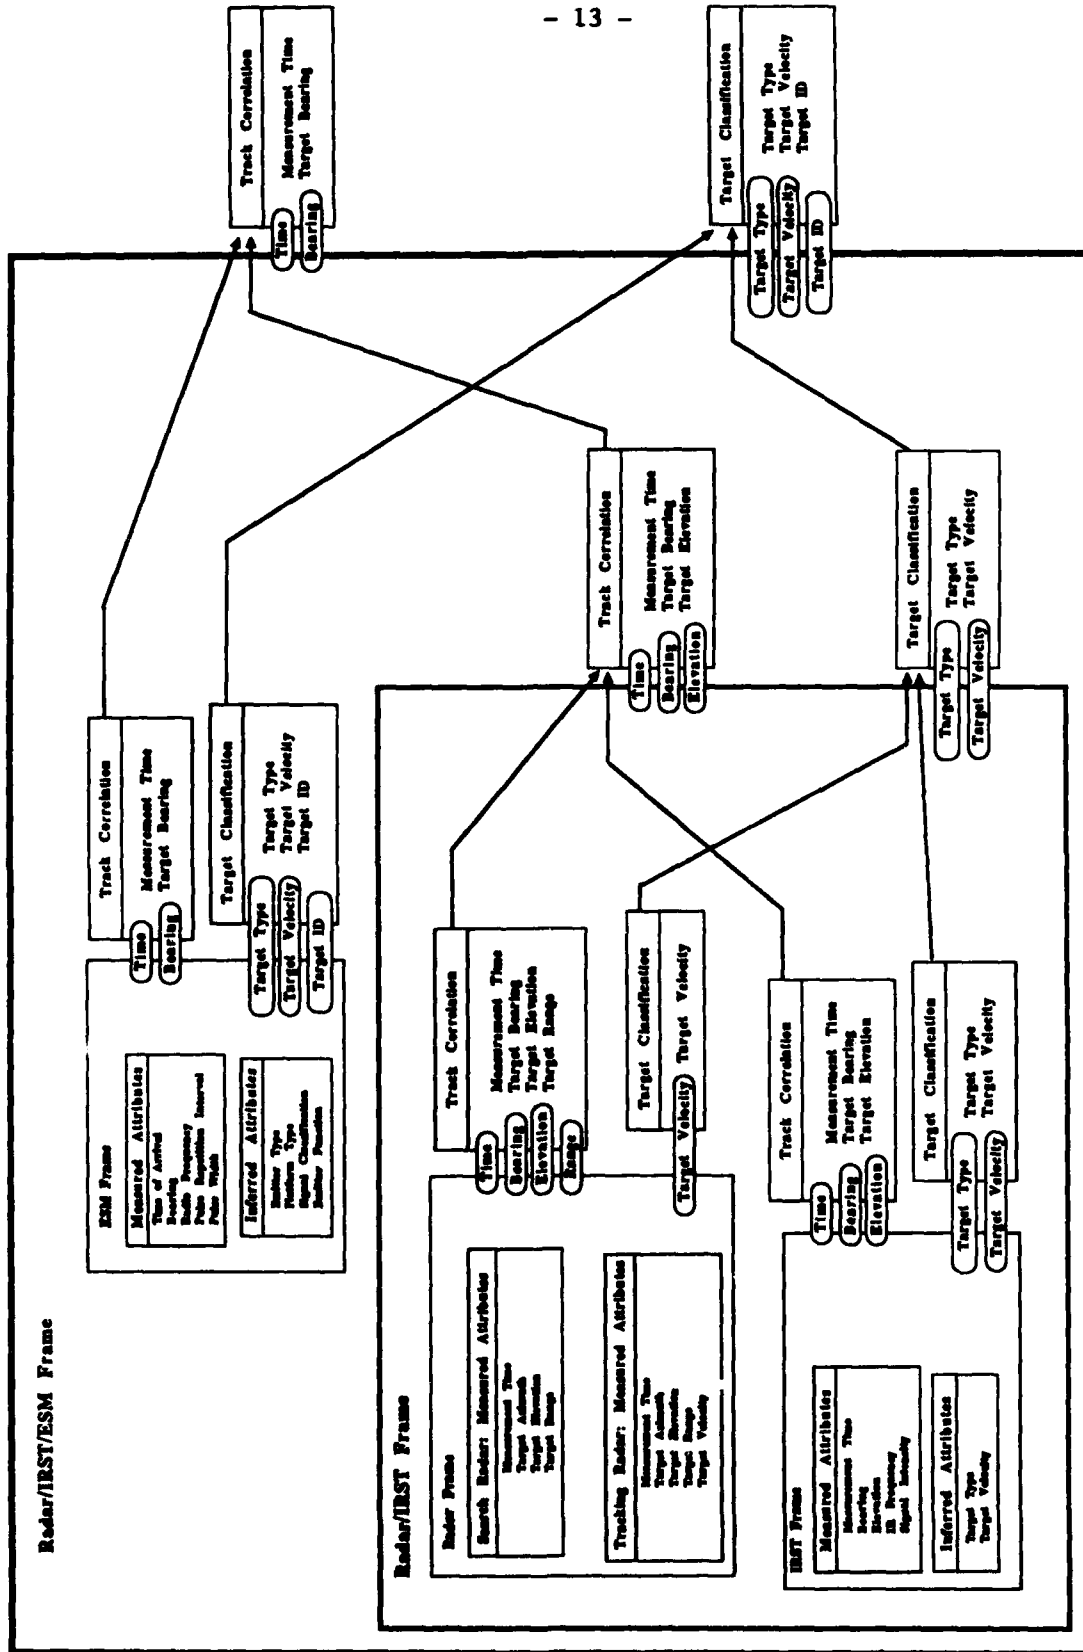 - 13 -
Radar/IRST/ESM Frame
ESM Frame
Measured Attributes
Time of Arrival
Bearing
Radio Frequency
Pulse Repetition Interval
Pulse Width
Inferred Attributes
Emitter Type
Platform Type
Signal Classification
Emitter Function
Time
Bearing
Track Correlation
Measurement Time
Target Bearing
Target Type
Target Velocity
Target ID
Target Classification
Target Type
Target Velocity
Target ID
Radar/IRST Frame
Radar Frame
Search Radar: Measured Attributes
Measurement Time
Target Azimuth
Target Elevation
Target Range
Tracking Radar: Measured Attributes
Measurement Time
Target Azimuth
Target Elevation
Target Range
Target Velocity
Time
Bearing
Elevation
Range
Track Correlation
Measurement Time
Target Bearing
Target Elevation
Target Range
Target Velocity
Target Classification
Target Velocity
IRST Frame
Measured Attributes
Measurement Time
Bearing
Elevation
IR Frequency
Signal Intensity
Inferred Attributes
Target Type
Target Velocity
Time
Bearing
Elevation
Track Correlation
Measurement Time
Target Bearing
Target Elevation
Target Type
Target Velocity
Target Classification
Target Type
Target Velocity
Time
Bearing
Elevation
Track Correlation
Measurement Time
Target Bearing
Target Elevation
Target Type
Target Velocity
Target Classification
Target Type
Target Velocity
Time
Bearing
Track Correlation
Measurement Time
Target Bearing
Target Type
Target Velocity
Target ID
Target Classification
Target Type
Target Velocity
Target ID